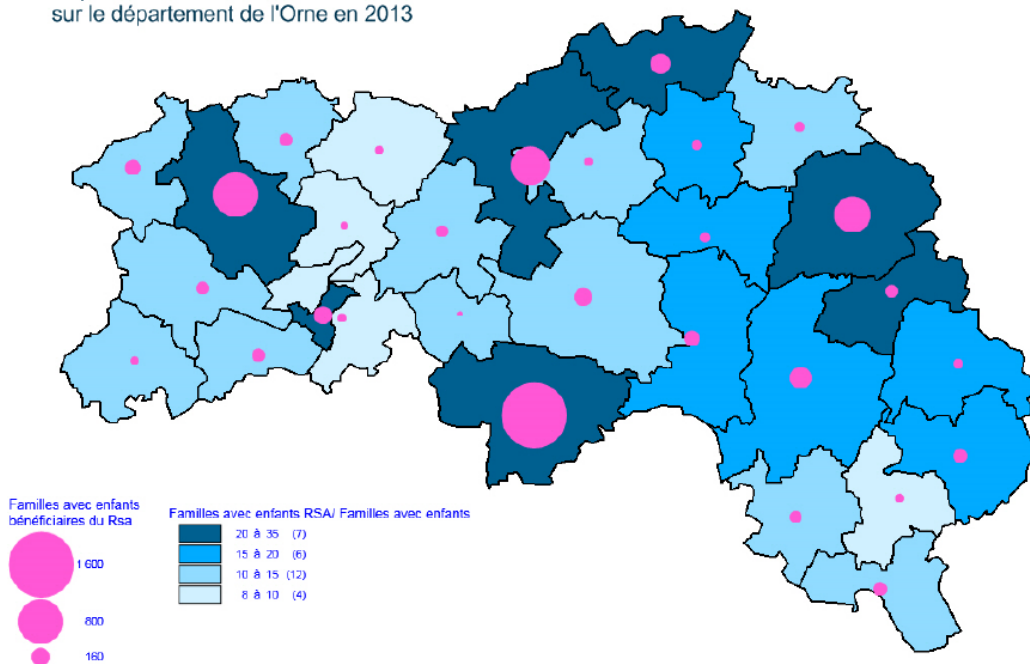 sur le département de l'Orne en 2013
Familles avec enfants
bénéficiaires du Rsa
1 600
800
160
Familles avec enfants RSA/ Familles avec enfants
20 à 35 (7)
15 à 20 (6)
10 à 15 (12)
8 à 10 (4)